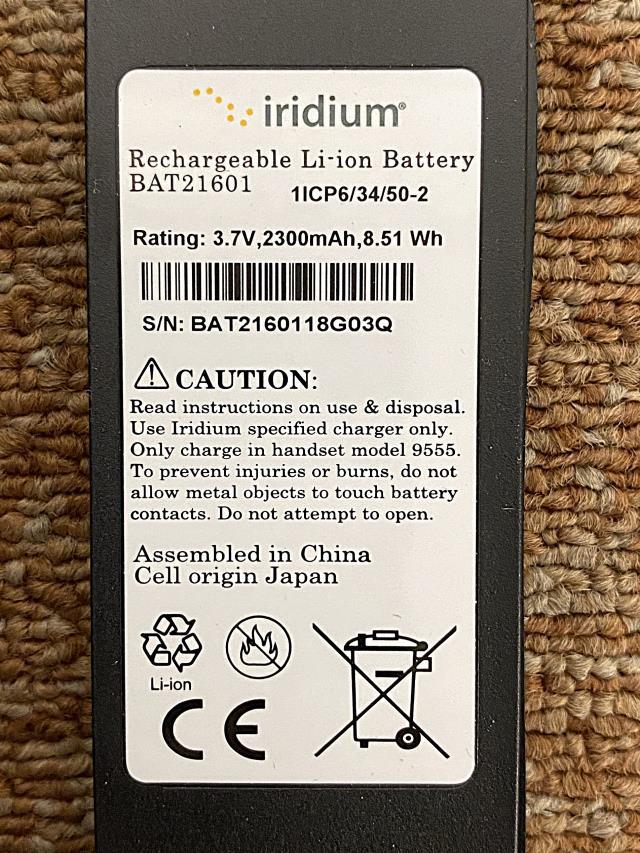 iridium®
Rechargeable Li-ion Battery
BAT21601 1ICP6/34/50-2
Rating: 3.7V,2300mAh,8.51 Wh
S/N: BAT2160118G03Q
CAUTION:
Read instructions on use & disposal.
Use Iridium specified charger only.
Only charge in handset model 9555.
To prevent injuries or burns, do not
allow metal objects to touch battery
contacts. Do not attempt to open.
Assembled in China
Cell origin Japan
Li-ion
CE